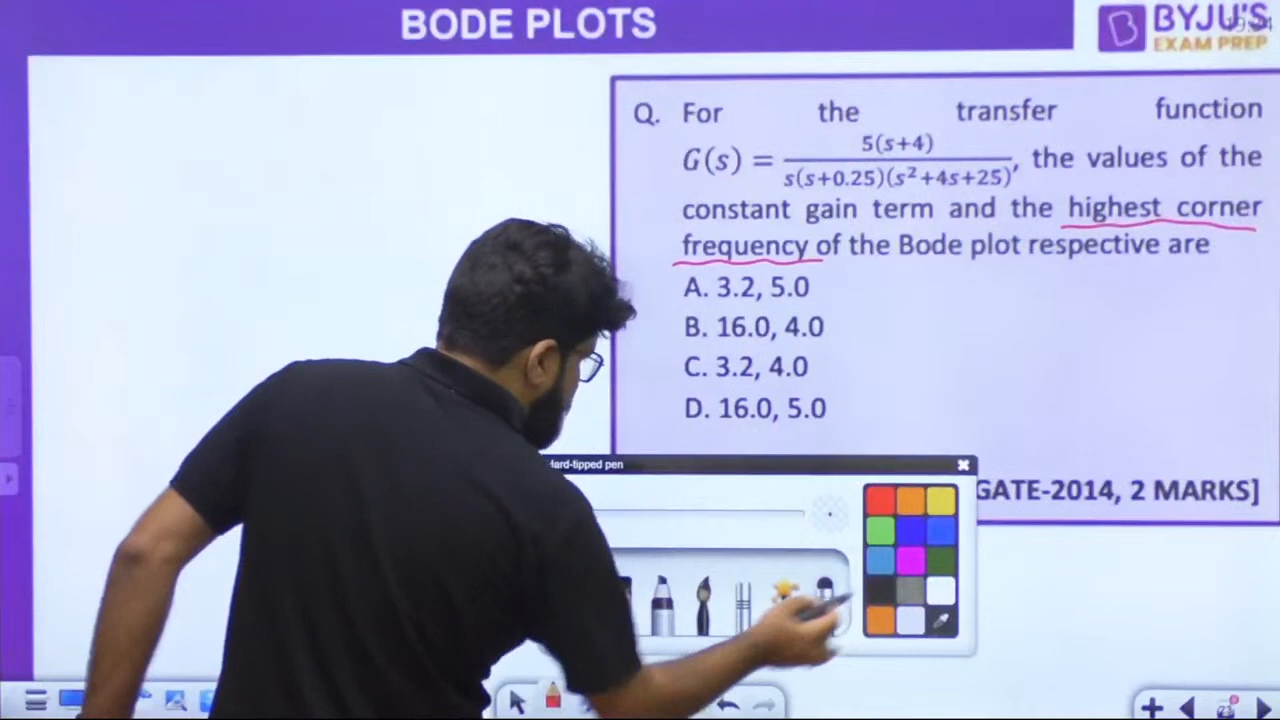 BODE PLOTS
BYJU'S
EXAM PREP
Q. For the transfer function
G(s) = 5(s+4) / s(s+0.25)(s²+4s+25), the values of the
constant gain term and the highest corner
frequency of the Bode plot respective are
A. 3.2, 5.0
B. 16.0, 4.0
C. 3.2, 4.0
D. 16.0, 5.0
Hard-tipped pen
GATE-2014, 2 MARKS]